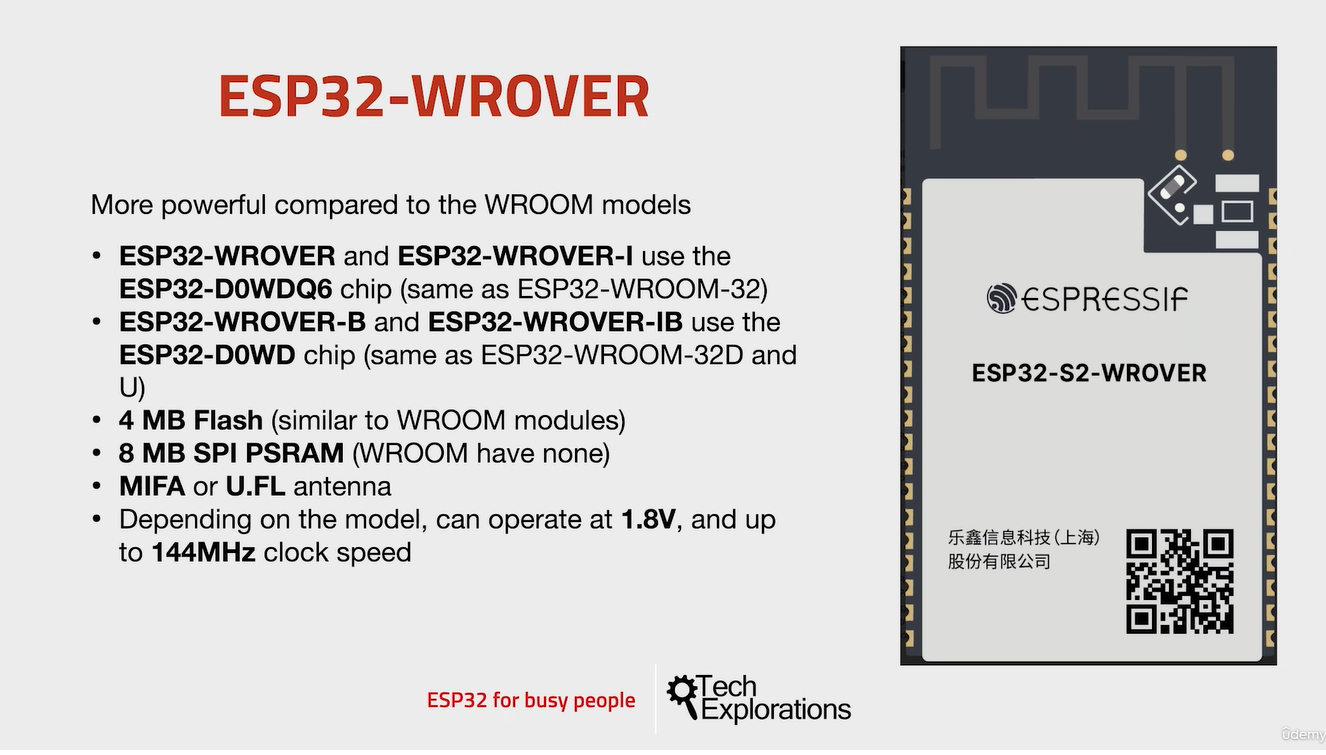 ESP32-WROVER
More powerful compared to the WROOM models
• ESP32-WROVER and ESP32-WROVER-I use the
ESP32-D0WDQ6 chip (same as ESP32-WROOM-32)
• ESP32-WROVER-B and ESP32-WROVER-IB use the
ESP32-D0WD chip (same as ESP32-WROOM-32D and
U)
• 4 MB Flash (similar to WROOM modules)
• 8 MB SPI PSRAM (WROOM have none)
• MIFA or U.FL antenna
• Depending on the model, can operate at 1.8V, and up
to 144MHz clock speed
ESPRESSIF
ESP32-S2-WROVER
乐鑫信息科技(上海)
股份有限公司
ESP32 for busy people
Tech
Explorations
ûdemy